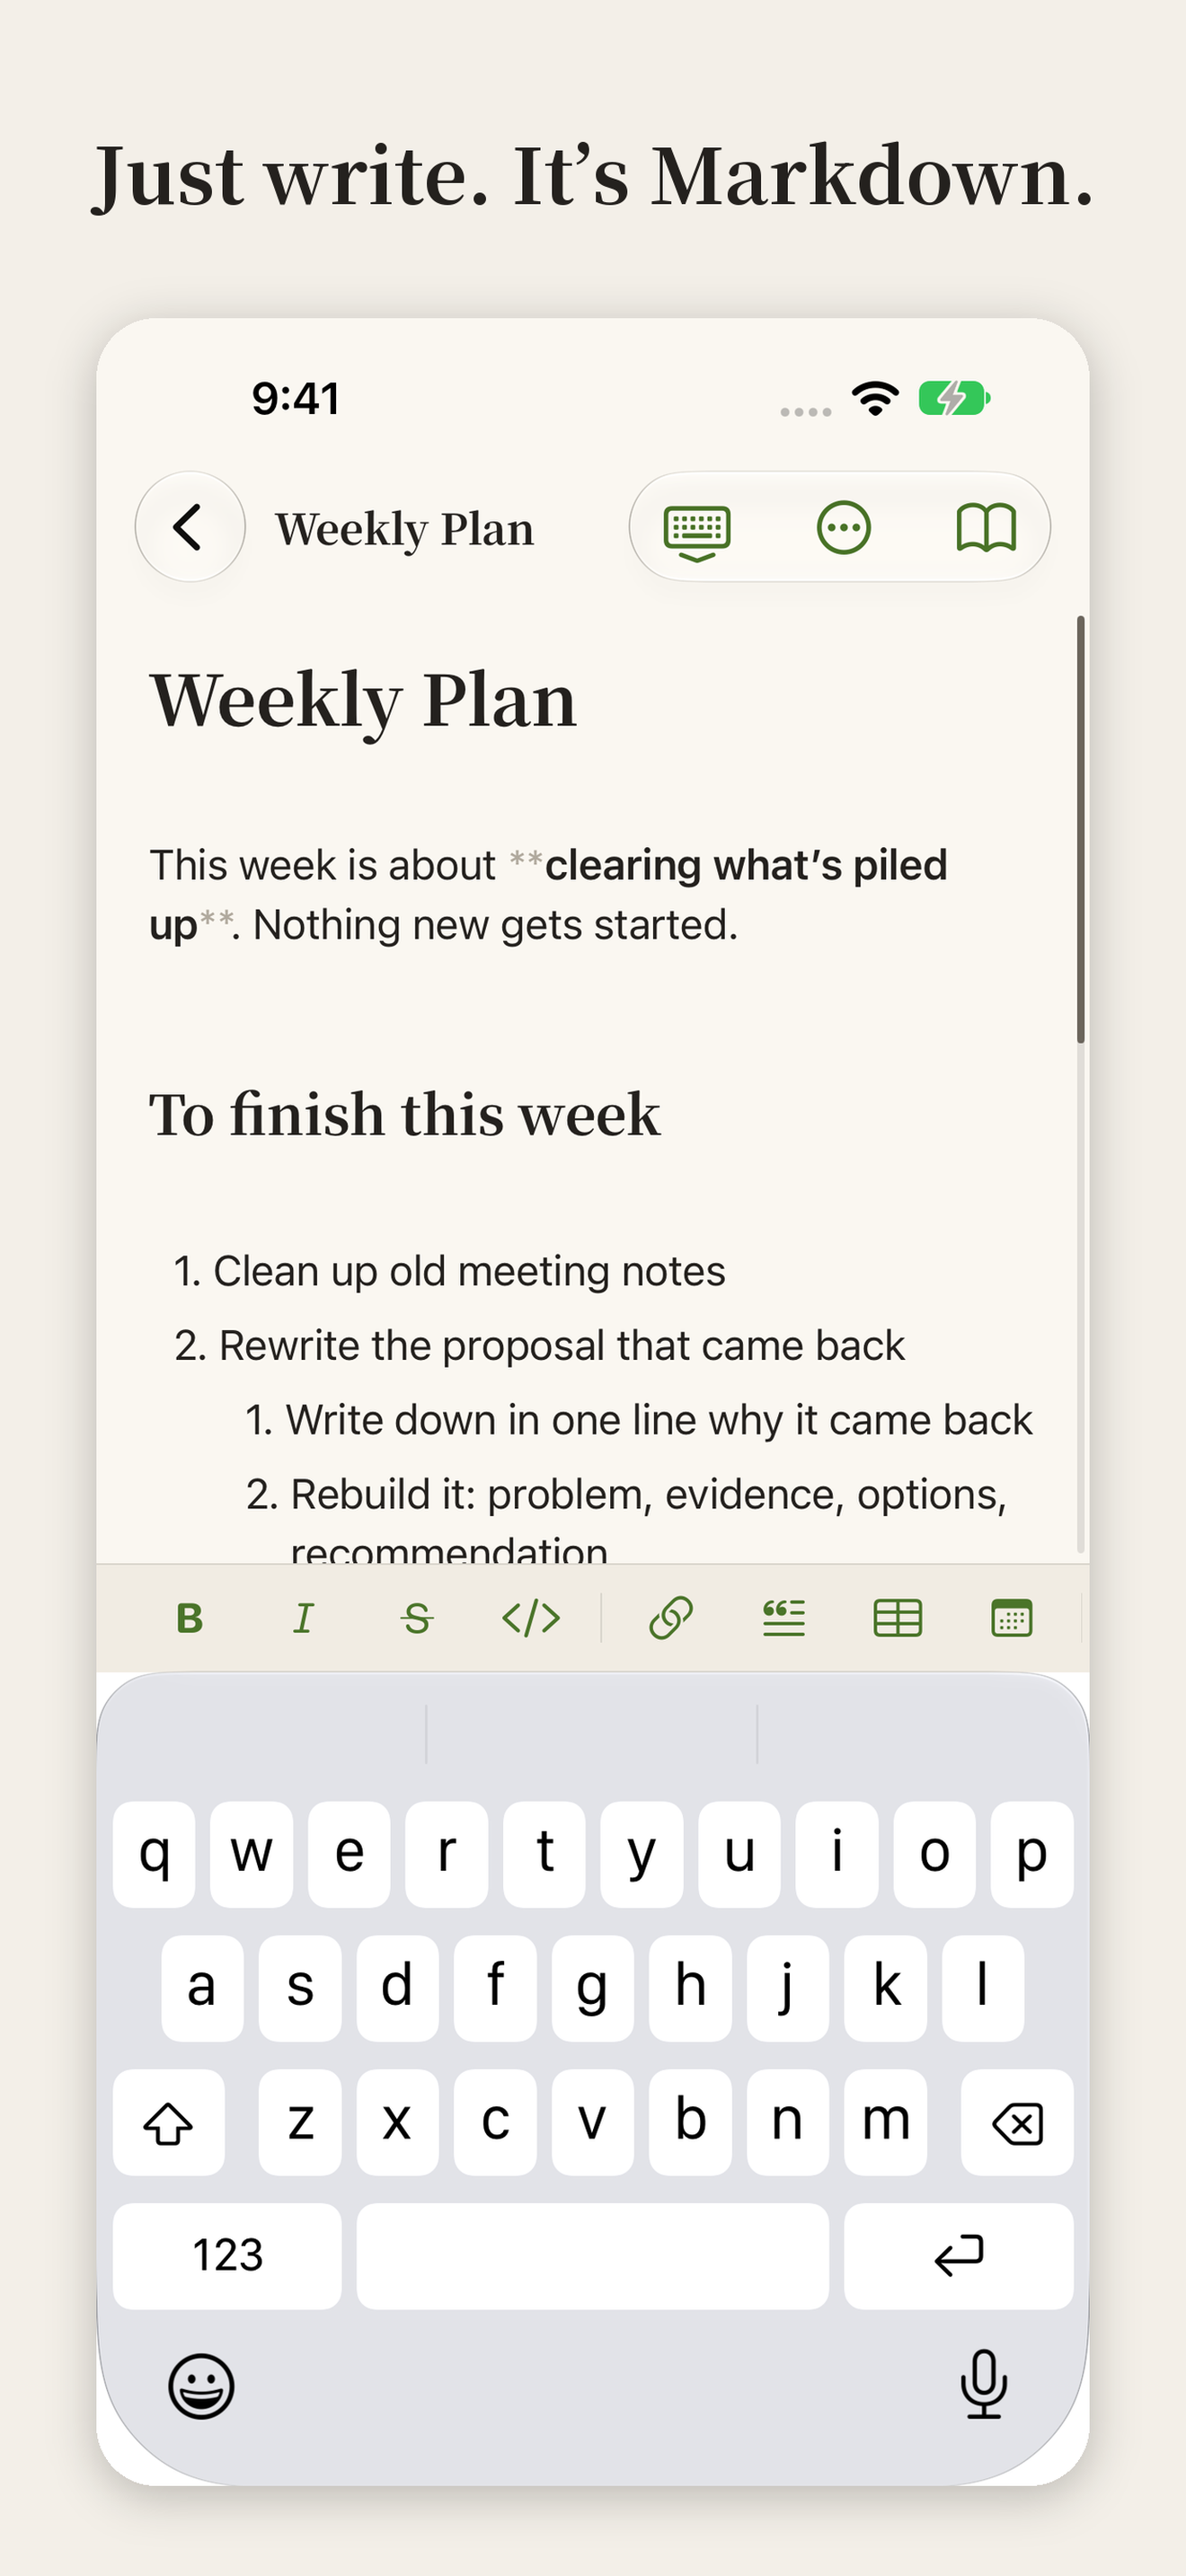 Just write. It’s Markdown.
9:41
Weekly Plan
Weekly Plan
This week is about **clearing what’s piled
up**. Nothing new gets started.
To finish this week
1. Clean up old meeting notes
2. Rewrite the proposal that came back
1. Write down in one line why it came back
2. Rebuild it: problem, evidence, options,
recommendation
B I S </>
q w e r t y u i o p
a s d f g h j k l
z x c v b n m
123